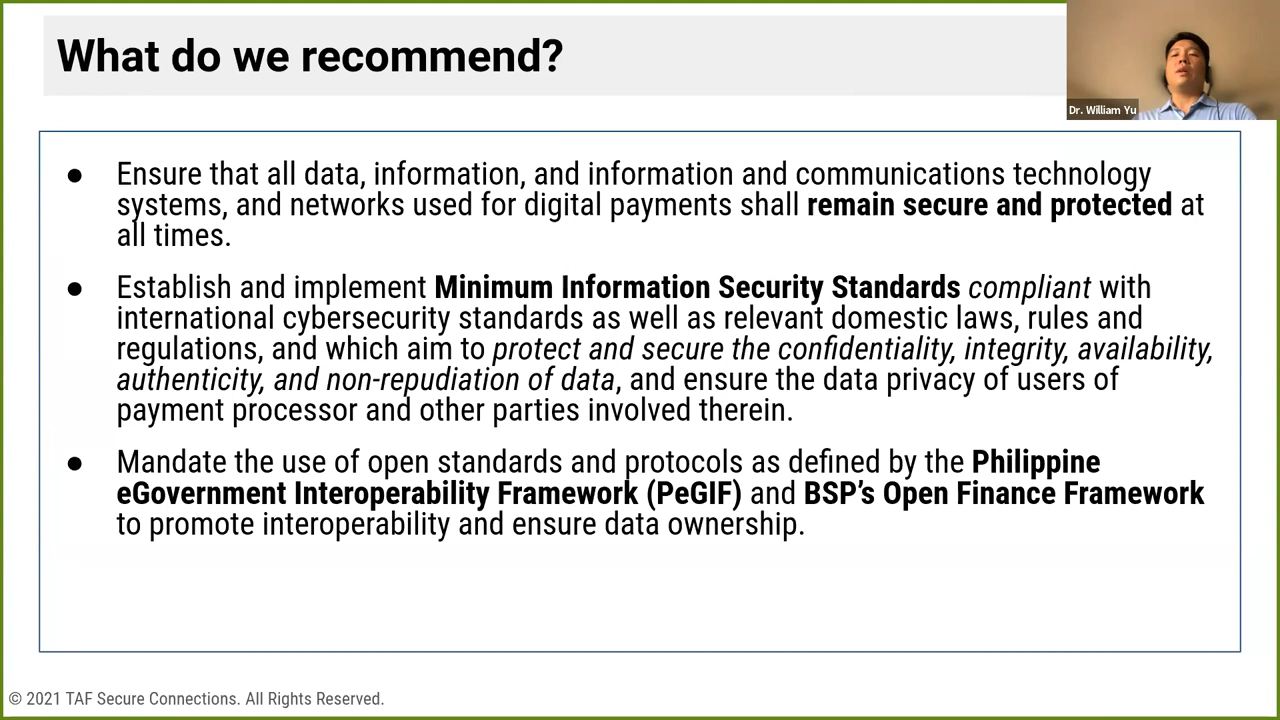 What do we recommend?
Dr. William Yu
● Ensure that all data, information, and information and communications technology
systems, and networks used for digital payments shall remain secure and protected at
all times.
● Establish and implement Minimum Information Security Standards compliant with
international cybersecurity standards as well as relevant domestic laws, rules and
regulations, and which aim to protect and secure the confidentiality, integrity, availability,
authenticity, and non-repudiation of data, and ensure the data privacy of users of
payment processor and other parties involved therein.
● Mandate the use of open standards and protocols as defined by the Philippine
eGovernment Interoperability Framework (PeGIF) and BSP’s Open Finance Framework
to promote interoperability and ensure data ownership.
© 2021 TAF Secure Connections. All Rights Reserved.